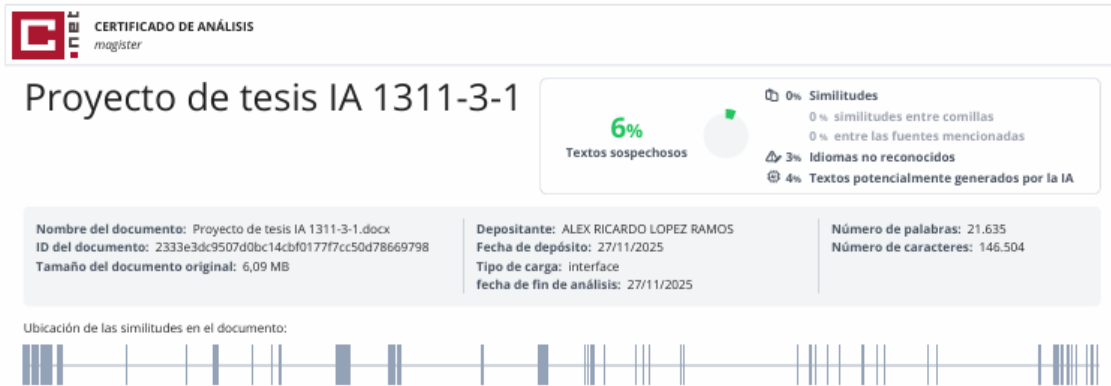 C .net
CERTIFICADO DE ANÁLISIS
magister
Proyecto de tesis IA 1311-3-1
6%
Textos sospechosos
0% Similitudes
0 % similitudes entre comillas
0 % entre las fuentes mencionadas
3% Idiomas no reconocidos
4% Textos potencialmente generados por la IA
Nombre del documento: Proyecto de tesis IA 1311-3-1.docx
ID del documento: 2333e3dc9507d0bc14cbf0177f7cc50d78669798
Tamaño del documento original: 6,09 MB
Depositante: ALEX RICARDO LOPEZ RAMOS
Fecha de depósito: 27/11/2025
Tipo de carga: interface
fecha de fin de análisis: 27/11/2025
Número de palabras: 21.635
Número de caracteres: 146.504
Ubicación de las similitudes en el documento: